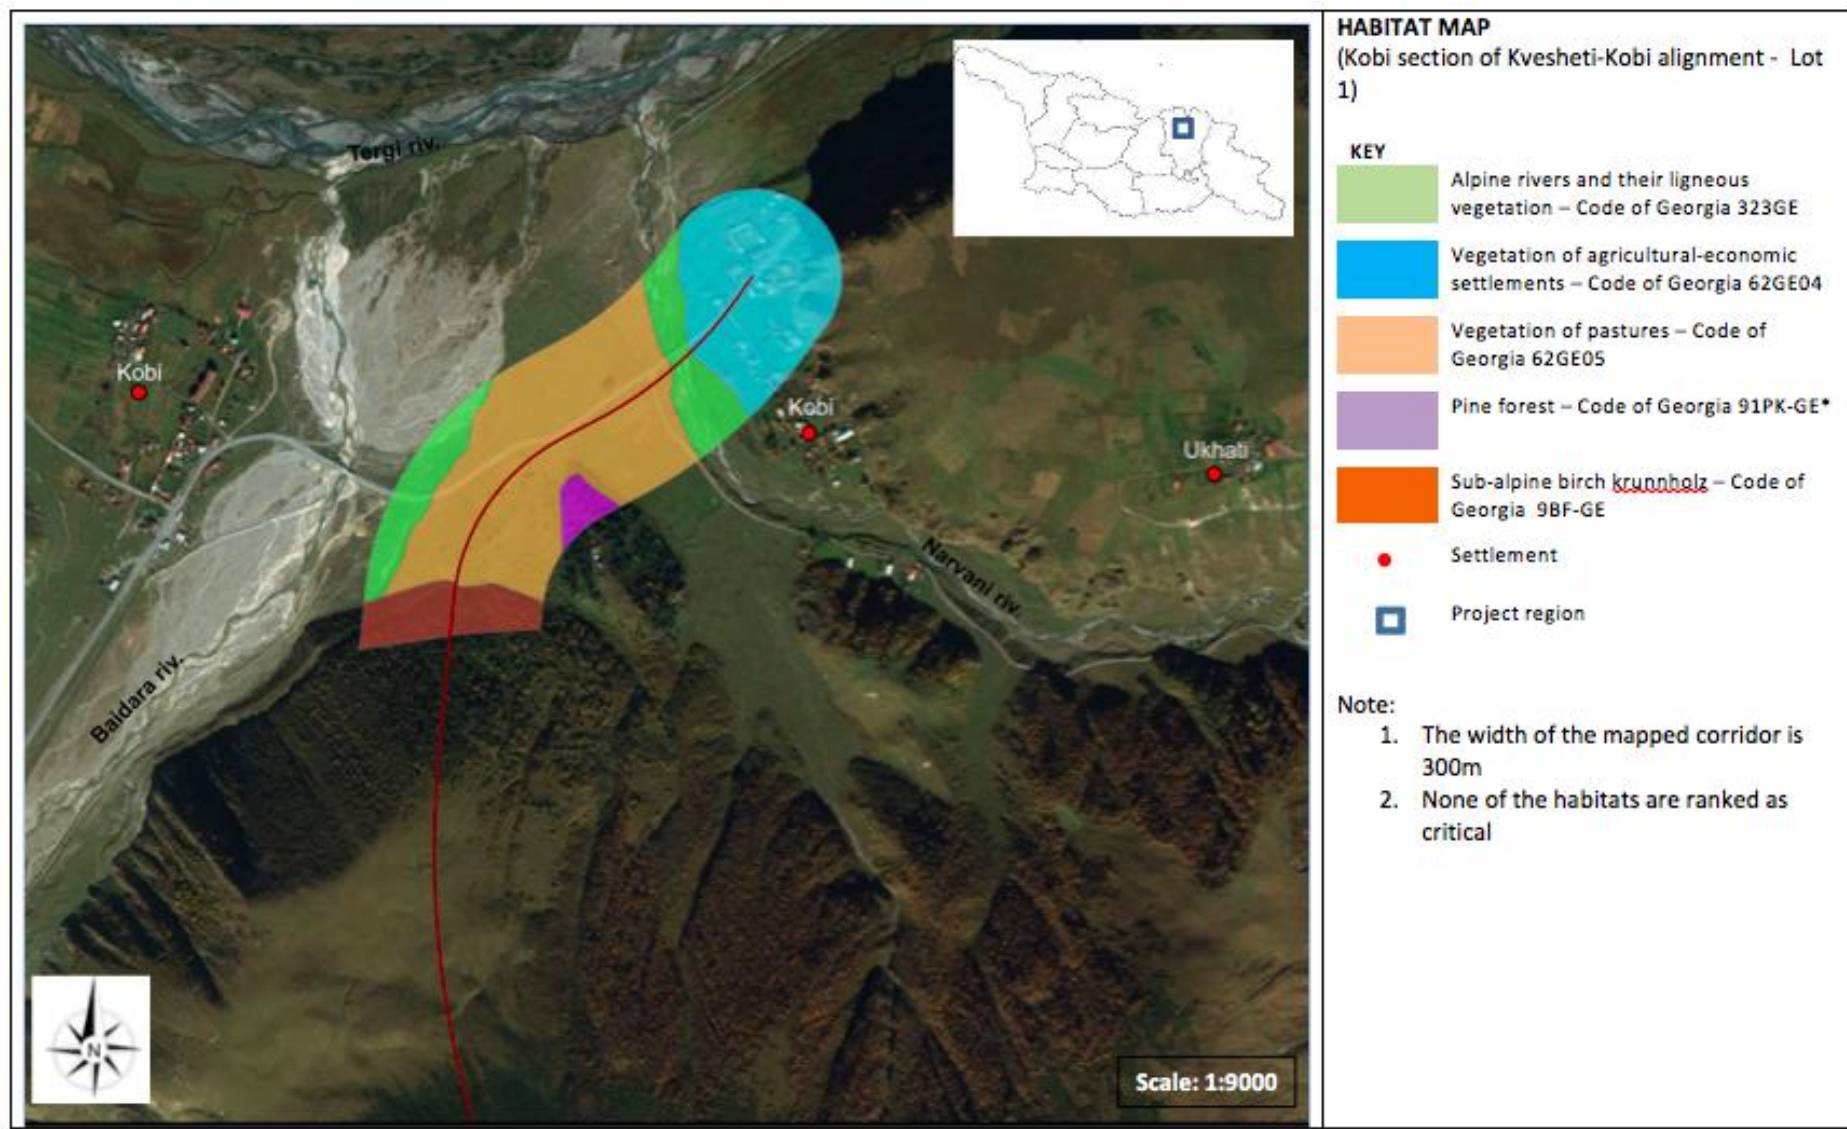 Tergi riv.
Kobi
Kobi
Ukhati
Narvani riv.
Baidara riv.
N
Scale: 1:9000
HABITAT MAP
(Kobi section of Kvesheti-Kobi alignment - Lot
1)
KEY
Alpine rivers and their ligneous
vegetation – Code of Georgia 323GE
Vegetation of agricultural-economic
settlements – Code of Georgia 62GE04
Vegetation of pastures – Code of
Georgia 62GE05
Pine forest – Code of Georgia 91PK-GE*
Sub-alpine birch krunnholz – Code of
Georgia 9BF-GE
Settlement
Project region
Note:
1. The width of the mapped corridor is
300m
2. None of the habitats are ranked as
critical